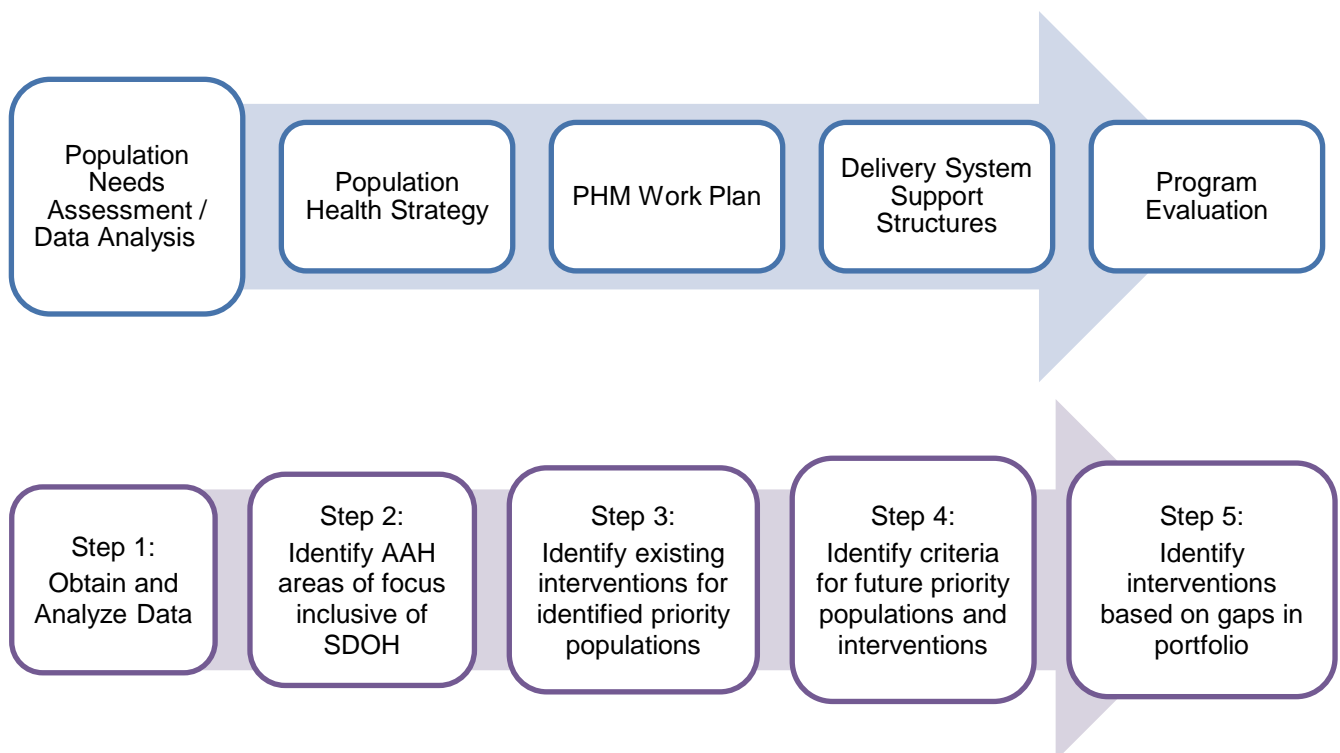 Population
Needs
Assessment /
Data Analysis
Population
Health Strategy
PHM Work Plan
Delivery System
Support
Structures
Program
Evaluation
Step 1:
Obtain and
Analyze Data
Step 2:
Identify AAH
areas of focus
inclusive of
SDOH
Step 3:
Identify existing
interventions for
identified priority
populations
Step 4:
Identify criteria
for future priority
populations and
interventions
Step 5:
Identify
interventions
based on gaps in
portfolio